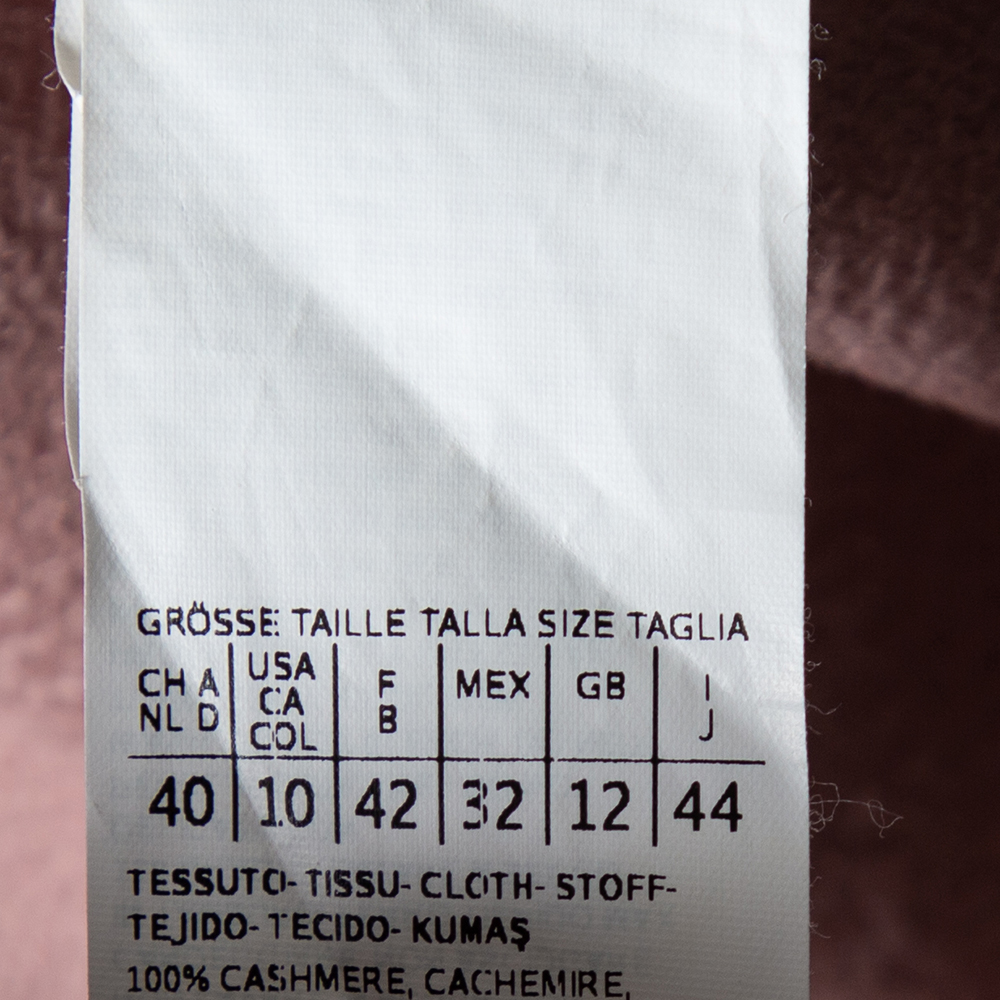 GRÖSSE TAILLE TALLA SIZE TAGLIA
CH A NL D USA CA COL F B MEX GB I J
40 10 42 32 12 44
TESSUTO- TISSU- CLOTH- STOFF-
TEJIDO- TECIDO- KUMAŞ
100% CASHMERE, CACHEMIRE,